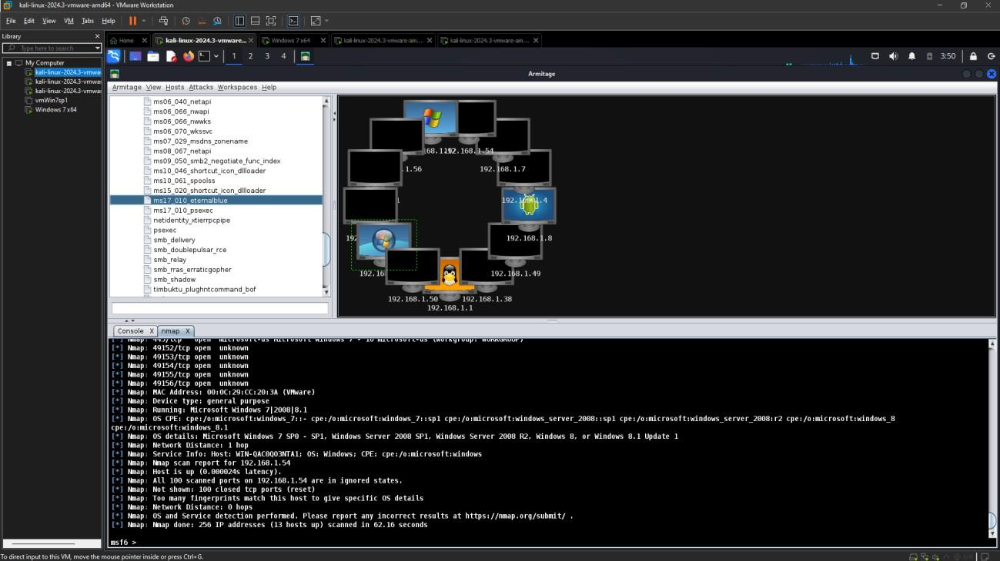 kali-linux-2024.3-vmware-amd64 - VMware Workstation
File Edit View VM Tabs Help
Library X
Type here to search
My Computer
kali-linux-2024.3-vmwa
kali-linux-2024.3-vmwa
kali-linux-2024.3-vmwa
vmWin7sp1
Windows 7 x64
Home
kali-linux-2024.3-vmware...
Windows 7 x64
kali-linux-2024.3-vmware-am...
kali-linux-2024.3-vmware-am...
1 2 3 4
3:50
Armitage
Armitage View Hosts Attacks Workspaces Help
ms06_040_netapi
ms06_066_nwapi
ms06_066_nwwks
ms06_070_wkssvc
ms07_029_msdns_zonename
ms08_067_netapi
ms09_050_smb2_negotiate_func_index
ms10_046_shortcut_icon_dllloader
ms10_061_spoolss
ms15_020_shortcut_icon_dllloader
ms17_010_eternalblue
ms17_010_psexec
netidentity_xtierrpcpipe
psexec
smb_delivery
smb_doublepulsar_rce
smb_relay
smb_rras_erraticgopher
smb_shadow
timbuktu_plughntcommand_bof
.1.56
192.168.1.7
192.168.1.8
192.168.1.49
192.168.1.50
192.168.1.38
192.168.1.1
Console X nmap X
[*] Nmap: 445/tcp open microsoft-ds Microsoft Windows 7 - 10 microsoft-ds (workgroup: WORKGROUP)
[*] Nmap: 49152/tcp open unknown
[*] Nmap: 49153/tcp open unknown
[*] Nmap: 49154/tcp open unknown
[*] Nmap: 49155/tcp open unknown
[*] Nmap: 49156/tcp open unknown
[*] Nmap: MAC Address: 00:0C:29:CC:20:3A (VMware)
[*] Nmap: Device type: general purpose
[*] Nmap: Running: Microsoft Windows 7|2008|8.1
[*] Nmap: OS CPE: cpe:/o:microsoft:windows_7::- cpe:/o:microsoft:windows_7::sp1 cpe:/o:microsoft:windows_server_2008::sp1 cpe:/o:microsoft:windows_server_2008:r2 cpe:/o:microsoft:windows_8
cpe:/o:microsoft:windows_8.1
[*] Nmap: OS details: Microsoft Windows 7 SP0 - SP1, Windows Server 2008 SP1, Windows Server 2008 R2, Windows 8, or Windows 8.1 Update 1
[*] Nmap: Network Distance: 1 hop
[*] Nmap: Service Info: Host: WIN-QAC0QO3NTA1; OS: Windows; CPE: cpe:/o:microsoft:windows
[*] Nmap: Nmap scan report for 192.168.1.54
[*] Nmap: Host is up (0.000024s latency).
[*] Nmap: All 100 scanned ports on 192.168.1.54 are in ignored states.
[*] Nmap: Not shown: 100 closed tcp ports (reset)
[*] Nmap: Too many fingerprints match this host to give specific OS details
[*] Nmap: Network Distance: 0 hops
[*] Nmap: OS and Service detection performed. Please report any incorrect results at https://nmap.org/submit/ .
[*] Nmap: Nmap done: 256 IP addresses (13 hosts up) scanned in 62.16 seconds
msf6 >
To direct input to this VM, move the mouse pointer inside or press Ctrl+G.